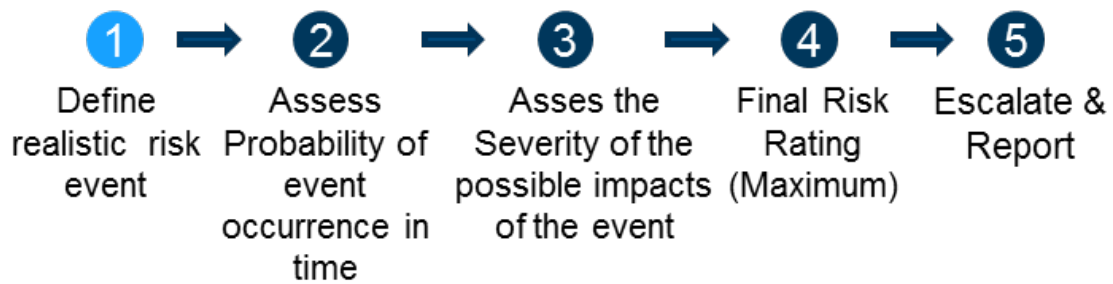 1
Define
realistic risk
event
2
Assess
Probability of
event
occurrence in
time
3
Asses the
Severity of the
possible impacts
of the event
4
Final Risk
Rating
(Maximum)
5
Escalate &
Report